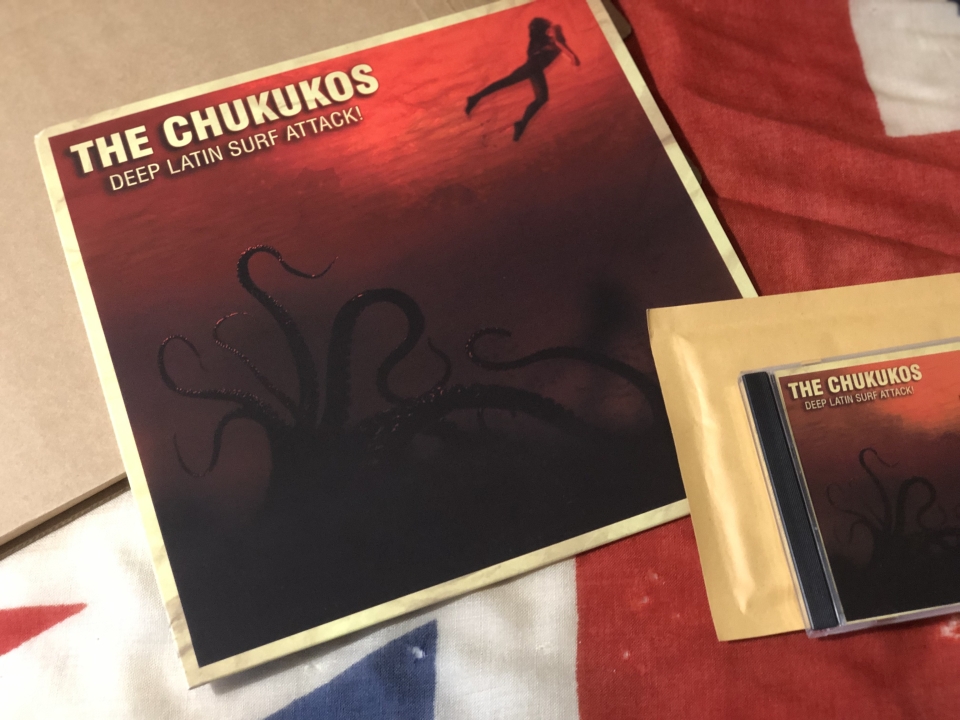 THE CHUKUKOS
DEEP LATIN SURF ATTACK!
THE CHUKUKOS
DEEP LATIN SURF ATTACK!